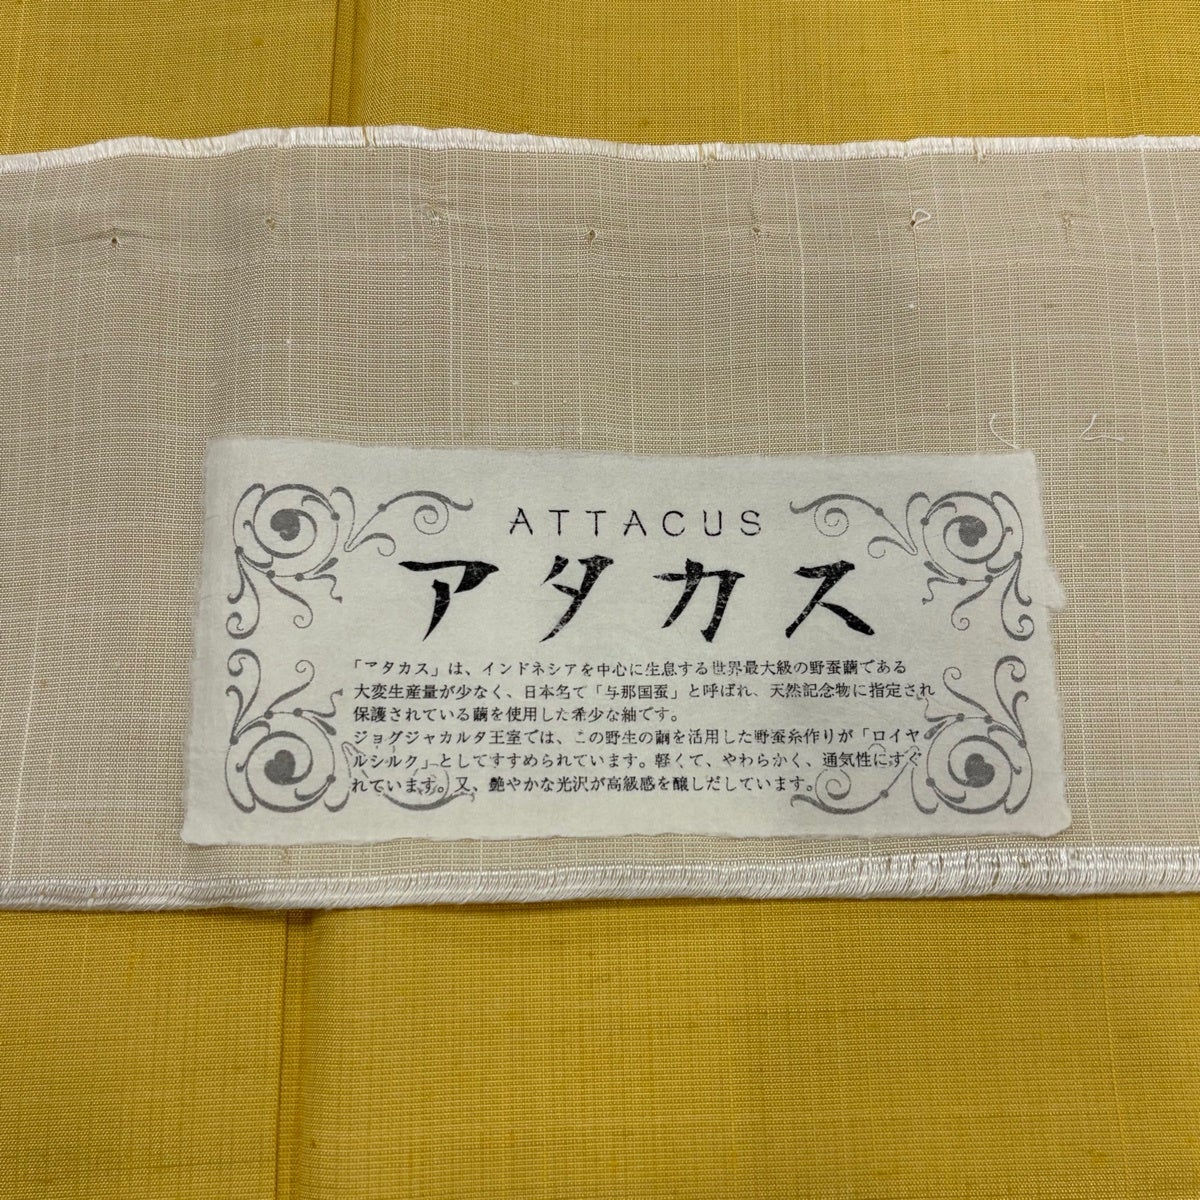 ATTACUS
アタカス
「アタカス」は、インドネシアを中心に生息する世界最大級の野蚕繭である
大変生産量が少なく、日本名で「与那国蚕」と呼ばれ、天然記念物に指定され
保護されている繭を使用した希少な紬です。
ジョグジャカルタ王室では、この野生の繭を活用した野蚕糸作りが「ロイヤ
ルシルク」としてすすめられています。軽くて、やわらかく、通気性にすぐ
れています。又、艶やかな光沢が高級感を醸しだしています。